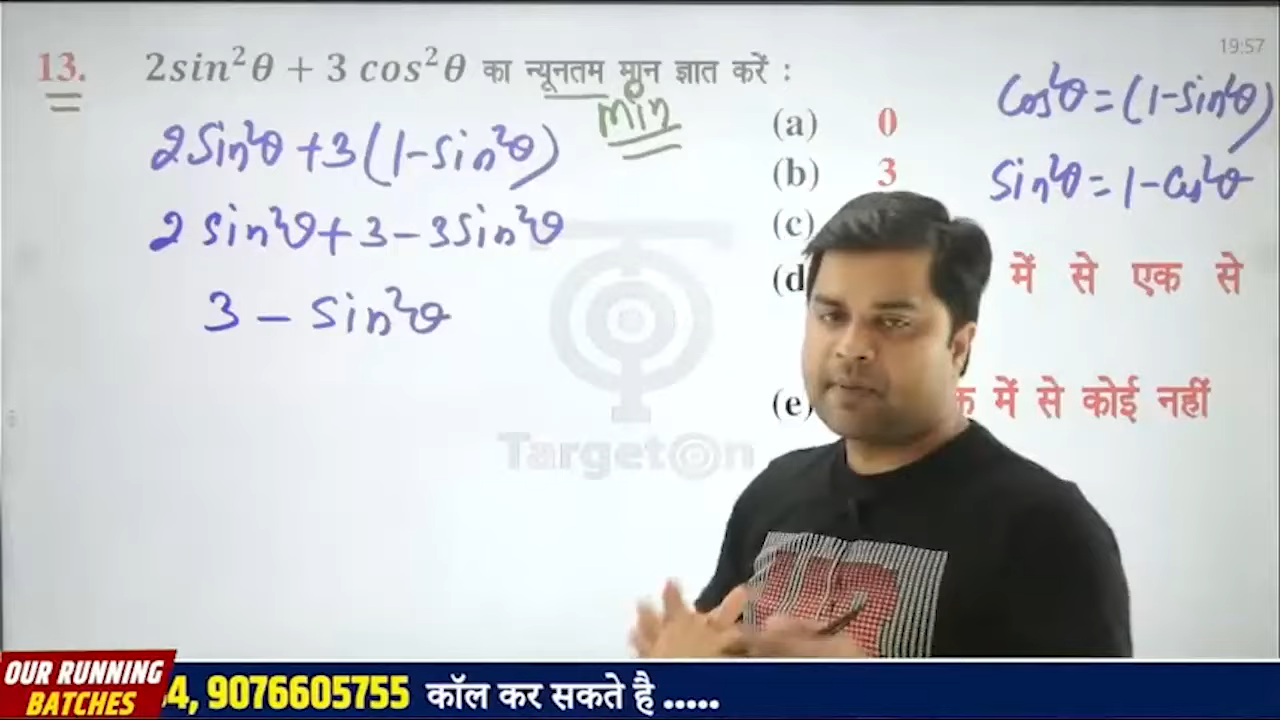 19:57
13. 2sin²θ + 3 cos²θ का न्यूनतम मान ज्ञात करें :
min
2Sin²θ + 3(1-sin²θ)
2 sin²θ + 3 - 3sin²θ
3 - sin²θ
(a) 0
(b) 3
(c)
(d) में से एक से
(e) में से कोई नहीं
Cos²θ = (1-sin²θ)
Sin²θ = 1-cos²θ
TargetOn
OUR RUNNING
BATCHES
4, 9076605755 कॉल कर सकते है .....